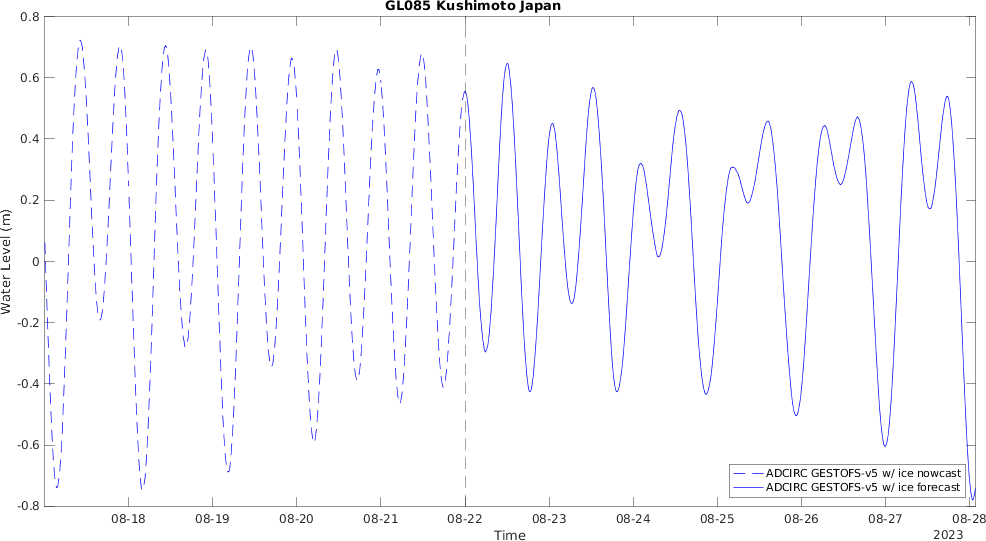 GL085 Kushimoto Japan
0.8
0.6
0.4
0.2
0
-0.2
-0.4
-0.6
-0.8
Water Level (m)
ADCIRC GESTOFS-v5 w/ ice nowcast
ADCIRC GESTOFS-v5 w/ ice forecast
08-18 08-19 08-20 08-21 08-22 08-23 08-24 08-25 08-26 08-27 08-28
Time
2023